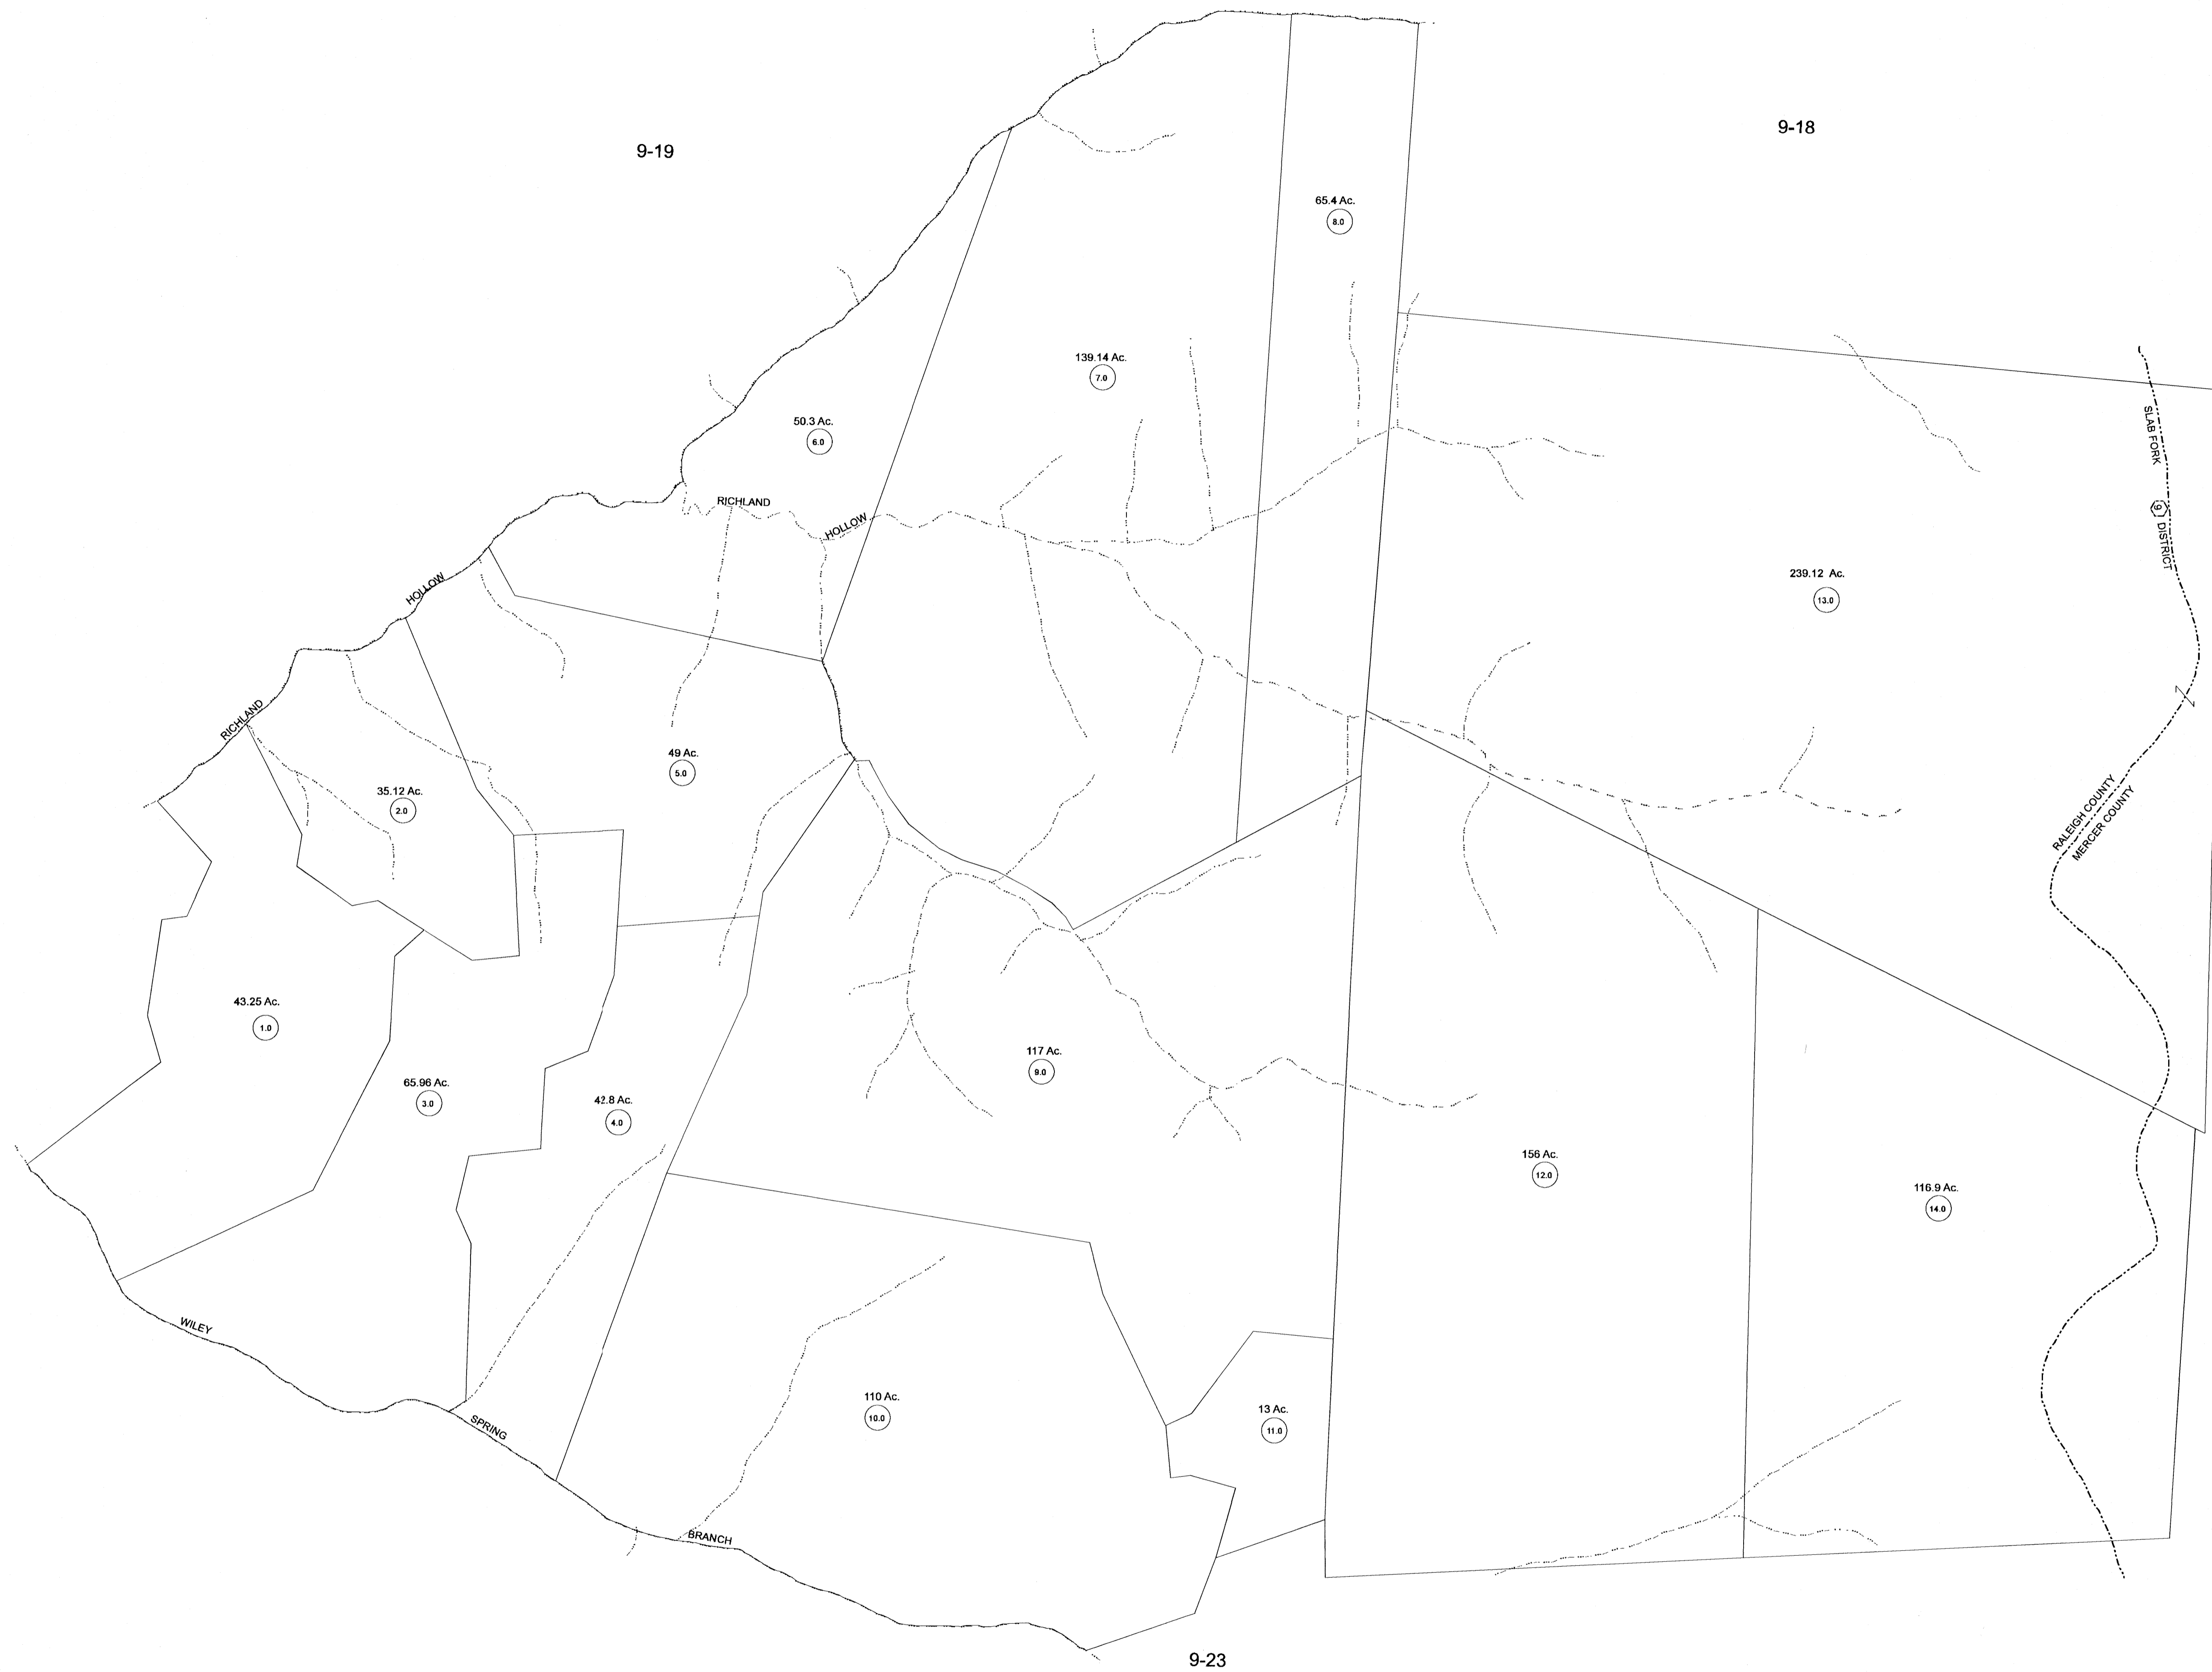 9-18
9-19
65.4 Ac.
8.0
139.14 Ac.
7.0
50.3 Ac.
6.0
SLAB FORK
9
DISTRICT
RICHLAND
HOLLOW
239.12 Ac.
13.0
HOLLOW
RICHLAND
49 Ac.
5.0
35.12 Ac.
2.0
RALEIGH COUNTY
MERCER COUNTY
43.25 Ac.
1.0
117 Ac.
9.0
65.96 Ac.
3.0
42.8 Ac.
4.0
156 Ac.
12.0
116.9 Ac.
14.0
WILEY
110 Ac.
10.0
13 Ac.
11.0
SPRING
BRANCH
9-23